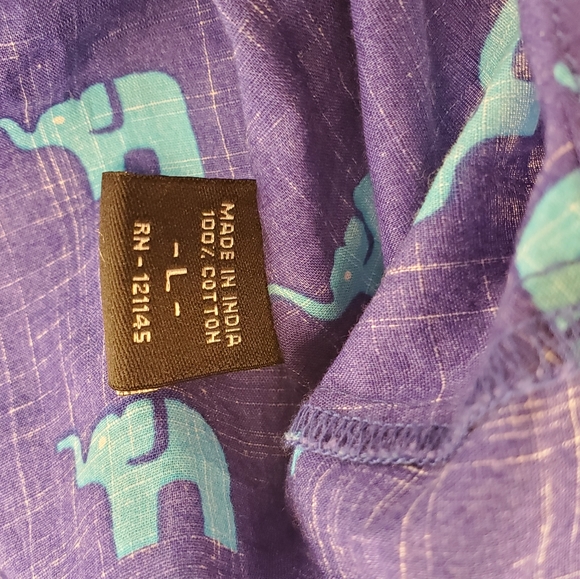 MADE IN INDIA
100% COTTON
- L -
RN - 121145